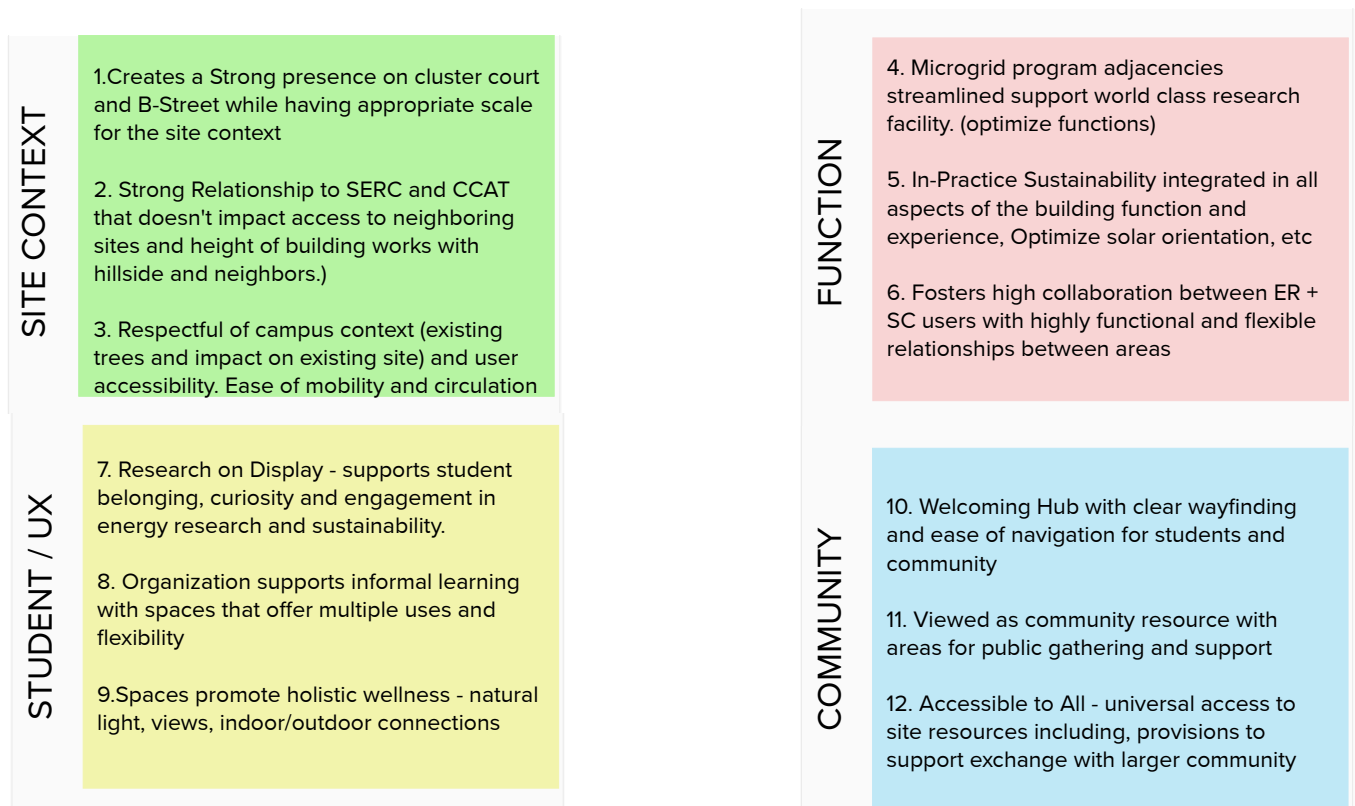 SITE CONTEXT
1.Creates a Strong presence on cluster court
and B-Street while having appropriate scale
for the site context
2. Strong Relationship to SERC and CCAT
that doesn't impact access to neighboring
sites and height of building works with
hillside and neighbors.)
3. Respectful of campus context (existing
trees and impact on existing site) and user
accessibility. Ease of mobility and circulation
FUNCTION
4. Microgrid program adjacencies
streamlined support world class research
facility. (optimize functions)
5. In-Practice Sustainability integrated in all
aspects of the building function and
experience, Optimize solar orientation, etc
6. Fosters high collaboration between ER +
SC users with highly functional and flexible
relationships between areas
STUDENT / UX
7. Research on Display - supports student
belonging, curiosity and engagement in
energy research and sustainability.
8. Organization supports informal learning
with spaces that offer multiple uses and
flexibility
9.Spaces promote holistic wellness - natural
light, views, indoor/outdoor connections
COMMUNITY
10. Welcoming Hub with clear wayfinding
and ease of navigation for students and
community
11. Viewed as community resource with
areas for public gathering and support
12. Accessible to All - universal access to
site resources including, provisions to
support exchange with larger community